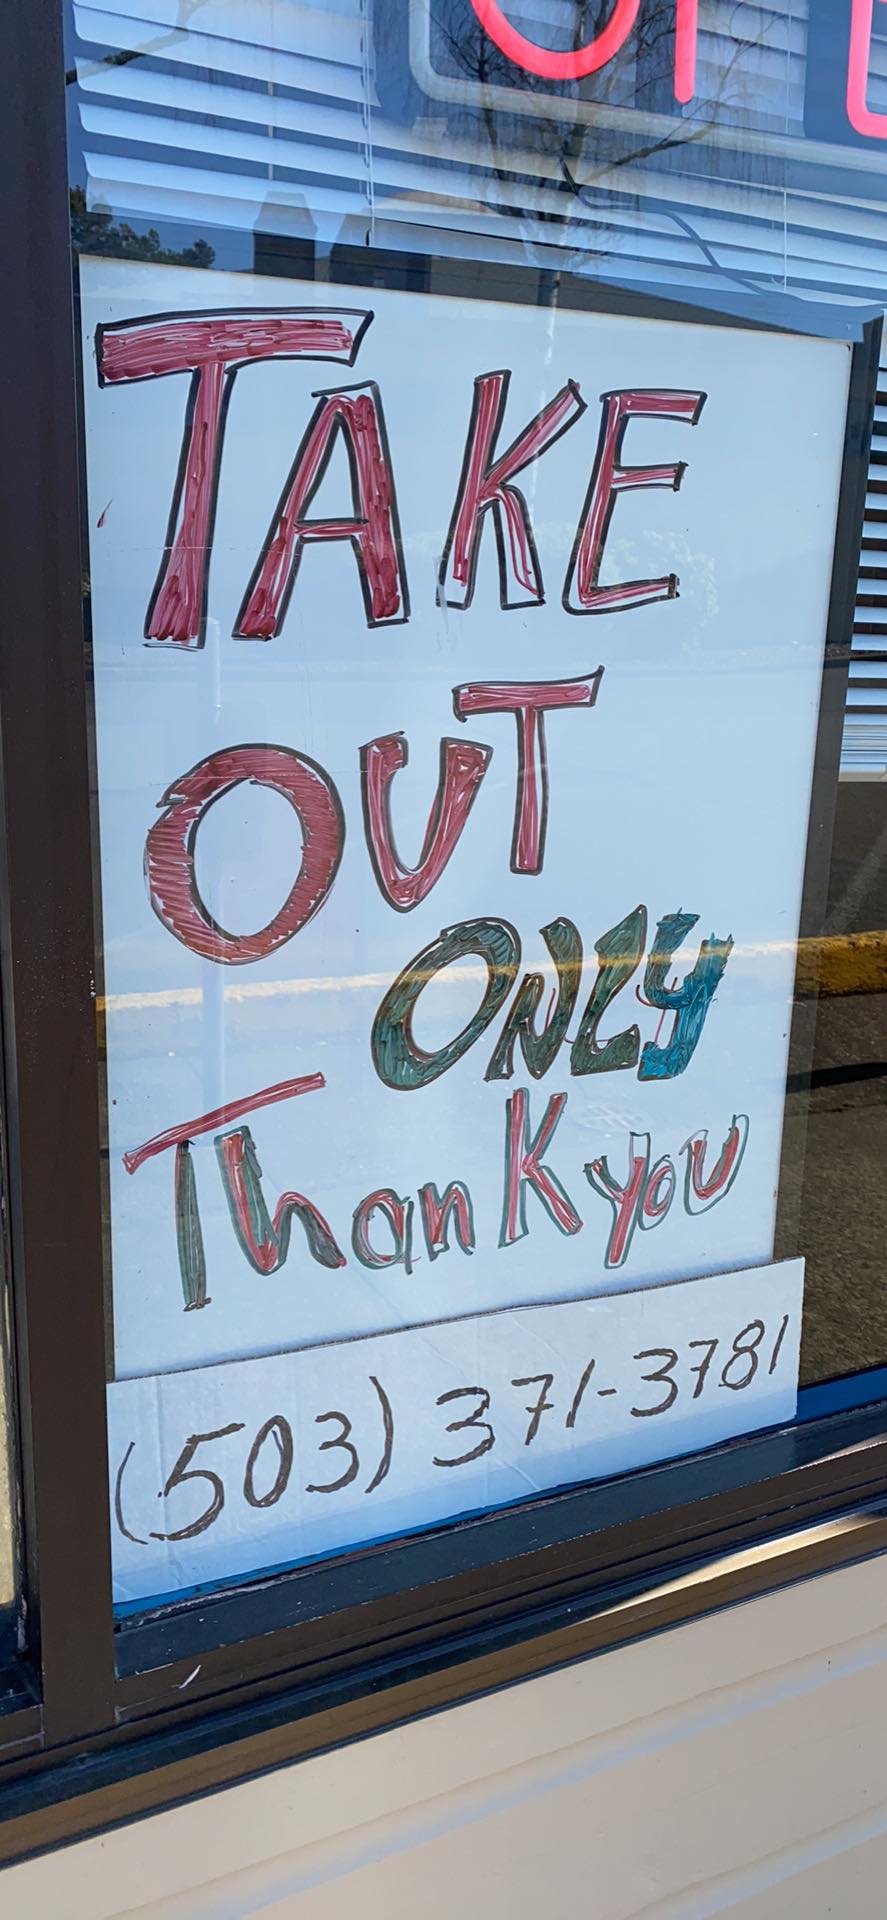 TAKE
OUT
ONLY
Thank you
(503) 371-3781